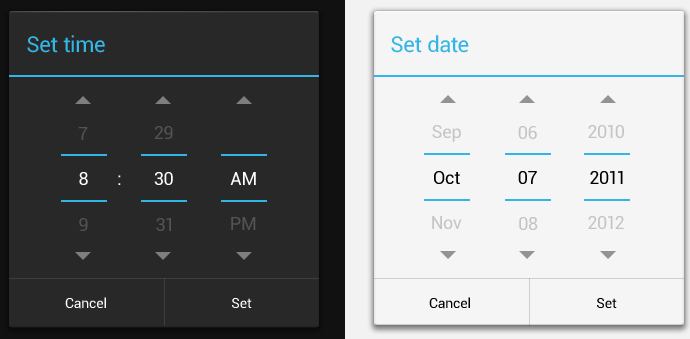 Set time
7 29
8 : 30 AM
9 31 PM
Cancel Set
Set date
Sep 06 2010
Oct 07 2011
Nov 08 2012
Cancel Set